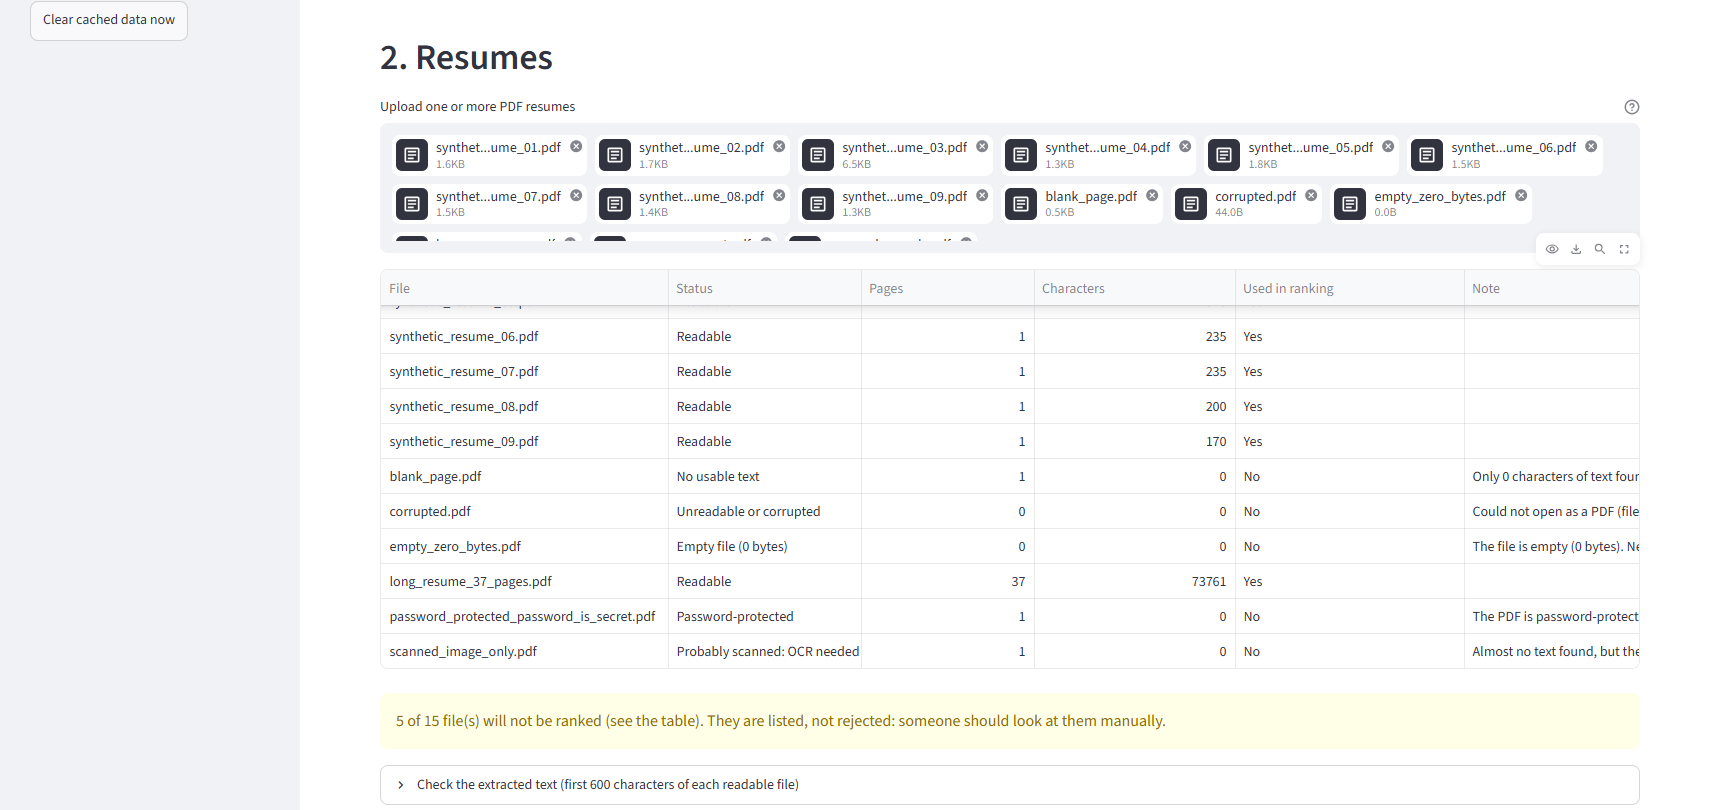 Clear cached data now
2. Resumes
Upload one or more PDF resumes
synthet...ume_01.pdf
1.6KB
synthet...ume_02.pdf
1.7KB
synthet...ume_03.pdf
6.5KB
synthet...ume_04.pdf
1.3KB
synthet...ume_05.pdf
1.8KB
synthet...ume_06.pdf
1.5KB
synthet...ume_07.pdf
1.5KB
synthet...ume_08.pdf
1.4KB
synthet...ume_09.pdf
1.3KB
blank_page.pdf
0.5KB
corrupted.pdf
44.0B
empty_zero_bytes.pdf
0.0B
File Status Pages Characters Used in ranking Note
synthetic_resume_06.pdf Readable 1 235 Yes
synthetic_resume_07.pdf Readable 1 235 Yes
synthetic_resume_08.pdf Readable 1 200 Yes
synthetic_resume_09.pdf Readable 1 170 Yes
blank_page.pdf No usable text 1 0 No Only 0 characters of text four
corrupted.pdf Unreadable or corrupted 0 0 No Could not open as a PDF (file
empty_zero_bytes.pdf Empty file (0 bytes) 0 0 No The file is empty (0 bytes). Ne
long_resume_37_pages.pdf Readable 37 73761 Yes
password_protected_password_is_secret.pdf Password-protected 1 0 No The PDF is password-protect
scanned_image_only.pdf Probably scanned: OCR needed 1 0 No Almost no text found, but the
5 of 15 file(s) will not be ranked (see the table). They are listed, not rejected: someone should look at them manually.
Check the extracted text (first 600 characters of each readable file)